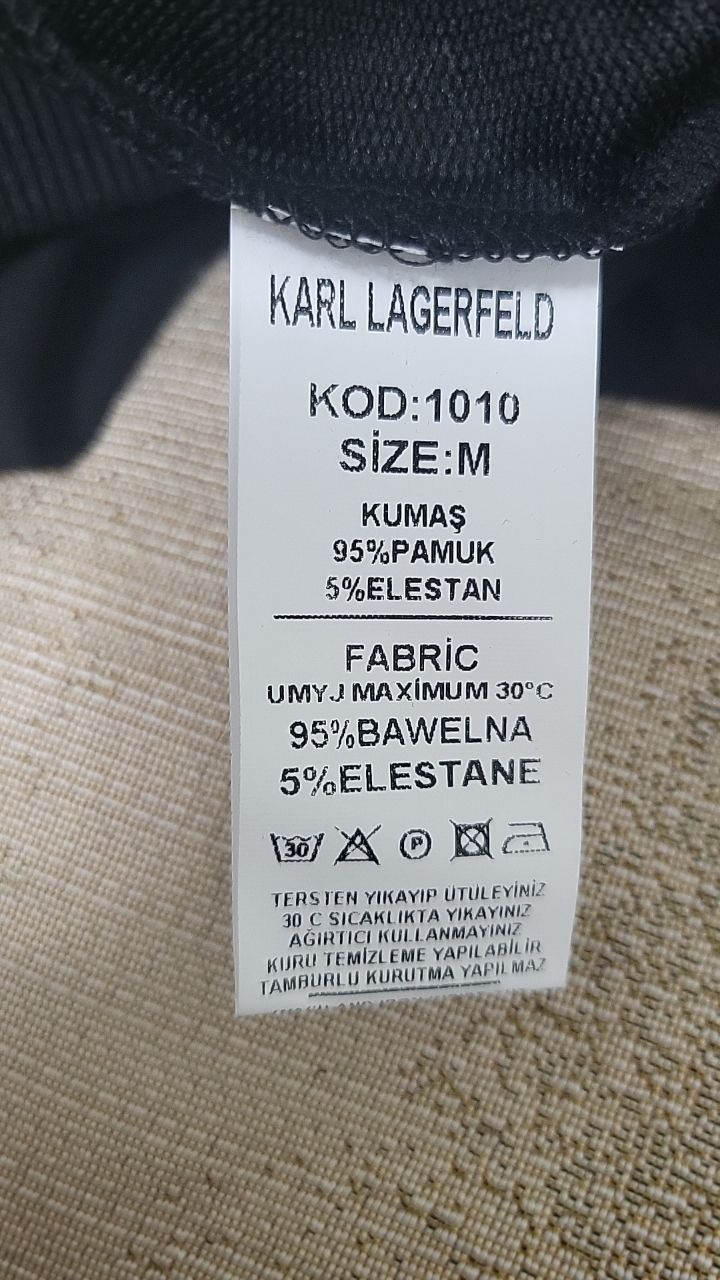 KARL LAGERFELD
KOD:1010
SİZE:M
KUMAŞ
95%PAMUK
5%ELESTAN
FABRİC
UMYJ MAXİMUM 30°C
95%BAWELNA
5%ELESTANE
30 P
TERSTEN YIKAYIP ÜTÜLEYİNİZ
30 C SICAKLIKTA YIKAYINIZ
AĞIRTICI KULLANMAYINIZ
KURU TEMİZLEME YAPILABİLİR
TAMBURLU KURUTMA YAPILMAZ